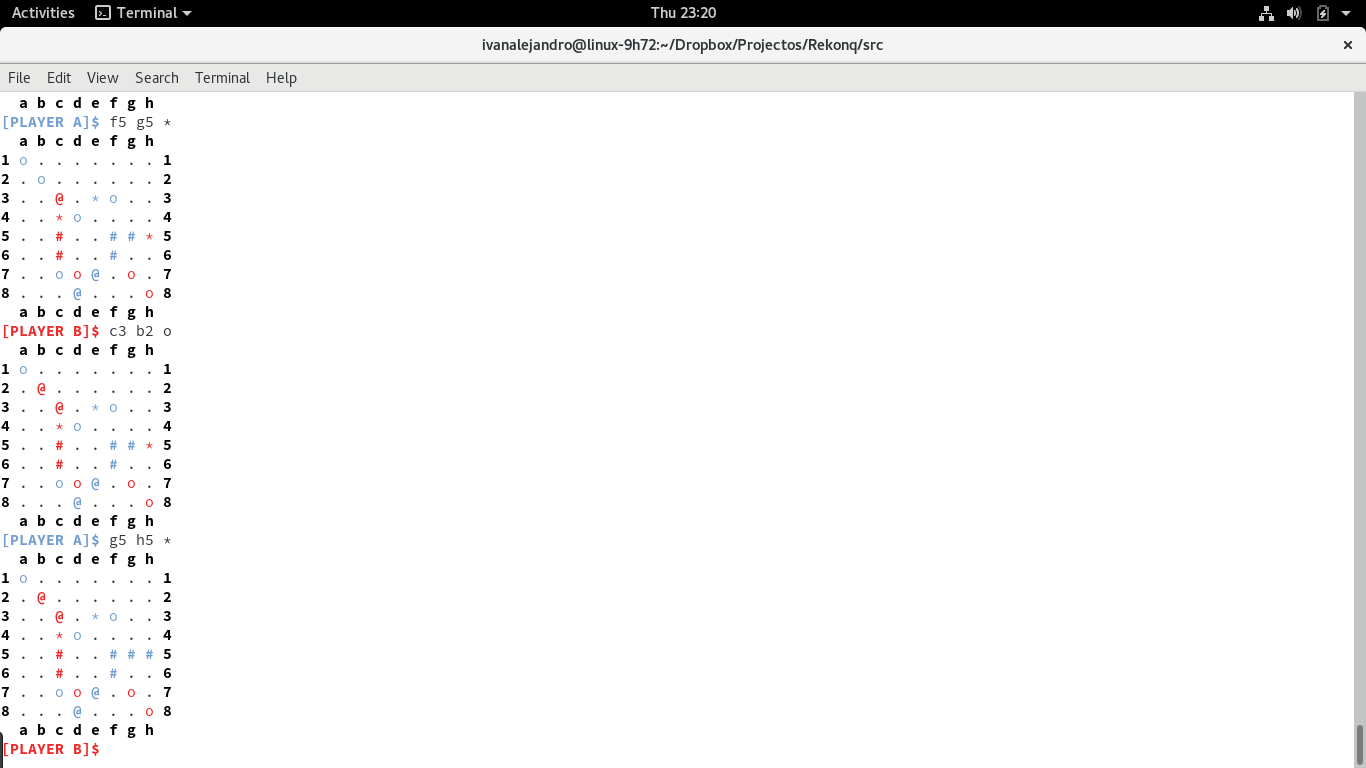 Activities Terminal Thu 23:20
ivanalejandro@linux-9h72:~/Dropbox/Projectos/Rekonq/src ×
File Edit View Search Terminal Help
  a b c d e f g h
[PLAYER A]$ f5 g5 *
  a b c d e f g h
1 o . . . . . . . 1
2 . o . . . . . . 2
3 . . @ . * o . . 3
4 . . * o . . . . 4
5 . . # . . # # * 5
6 . . # . . # . . 6
7 . . o o @ . o . 7
8 . . . @ . . . o 8
  a b c d e f g h
[PLAYER B]$ c3 b2 o
  a b c d e f g h
1 o . . . . . . . 1
2 . @ . . . . . . 2
3 . . @ . * o . . 3
4 . . * o . . . . 4
5 . . # . . # # * 5
6 . . # . . # . . 6
7 . . o o @ . o . 7
8 . . . @ . . . o 8
  a b c d e f g h
[PLAYER A]$ g5 h5 *
  a b c d e f g h
1 o . . . . . . . 1
2 . @ . . . . . . 2
3 . . @ . * o . . 3
4 . . * o . . . . 4
5 . . # . . # # # 5
6 . . # . . # . . 6
7 . . o o @ . o . 7
8 . . . @ . . . o 8
  a b c d e f g h
[PLAYER B]$